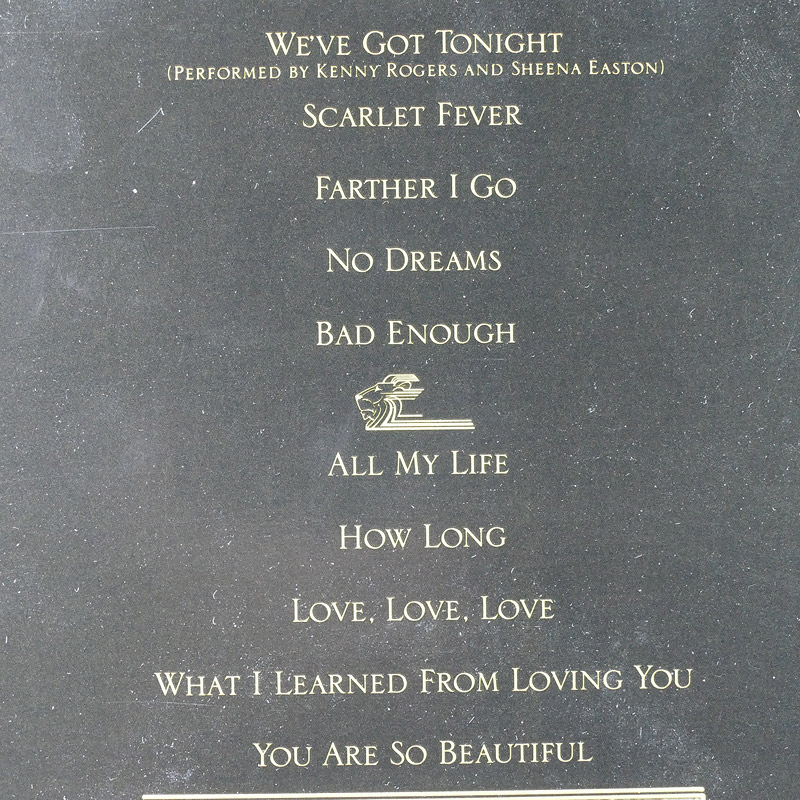 We've Got Tonight
(Performed by Kenny Rogers and Sheena Easton)
Scarlet Fever
Farther I Go
No Dreams
Bad Enough
All My Life
How Long
Love, Love, Love
What I Learned From Loving You
You Are So Beautiful